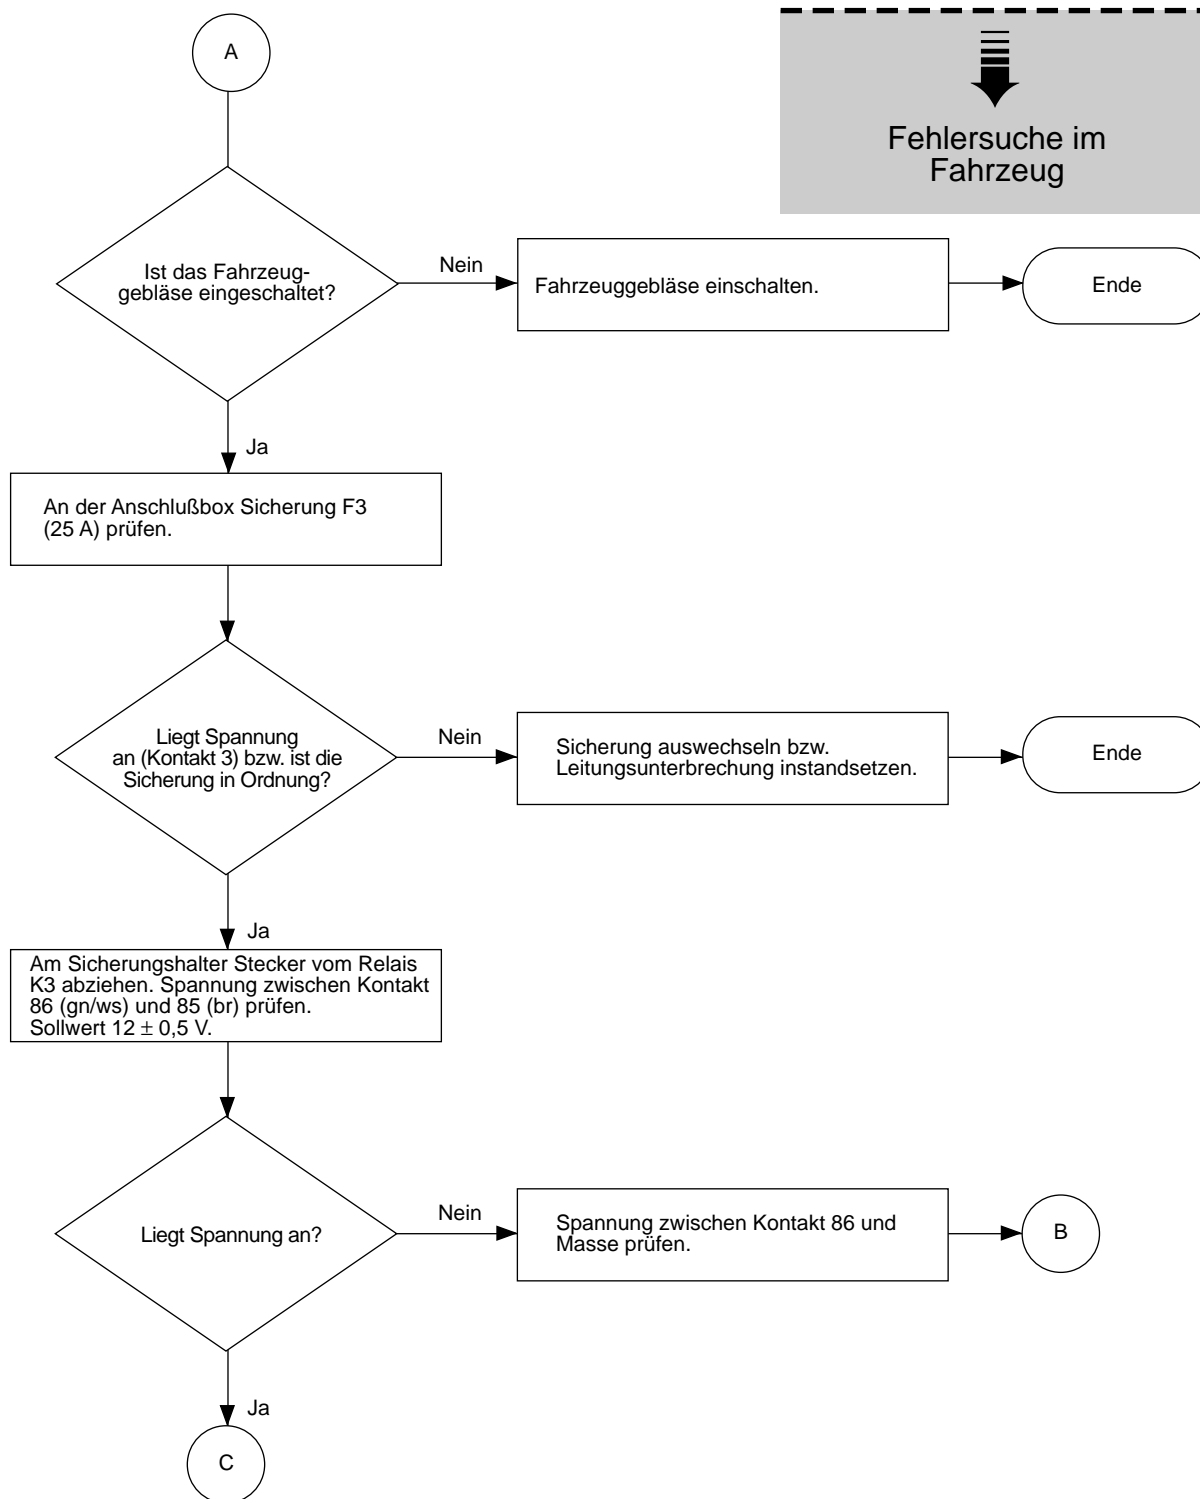 A
Fehlersuche im
Fahrzeug
Ist das Fahrzeug-
gebläse eingeschaltet?
Nein
Fahrzeuggebläse einschalten.
Ende
Ja
An der Anschlußbox Sicherung F3
(25 A) prüfen.
Liegt Spannung
an (Kontakt 3) bzw. ist die
Sicherung in Ordnung?
Nein
Sicherung auswechseln bzw.
Leitungsunterbrechung instandsetzen.
Ende
Ja
Am Sicherungshalter Stecker vom Relais
K3 abziehen. Spannung zwischen Kontakt
86 (gn/ws) und 85 (br) prüfen.
Sollwert 12 ± 0,5 V.
Liegt Spannung an?
Nein
Spannung zwischen Kontakt 86 und
Masse prüfen.
B
Ja
C